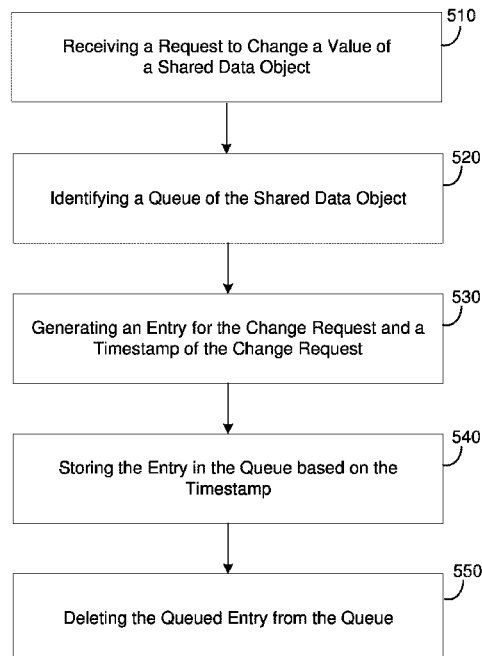 510
Receiving a Request to Change a Value of
a Shared Data Object
520
Identifying a Queue of the Shared Data Object
530
Generating an Entry for the Change Request and a
Timestamp of the Change Request
540
Storing the Entry in the Queue based on the
Timestamp
550
Deleting the Queued Entry from the Queue